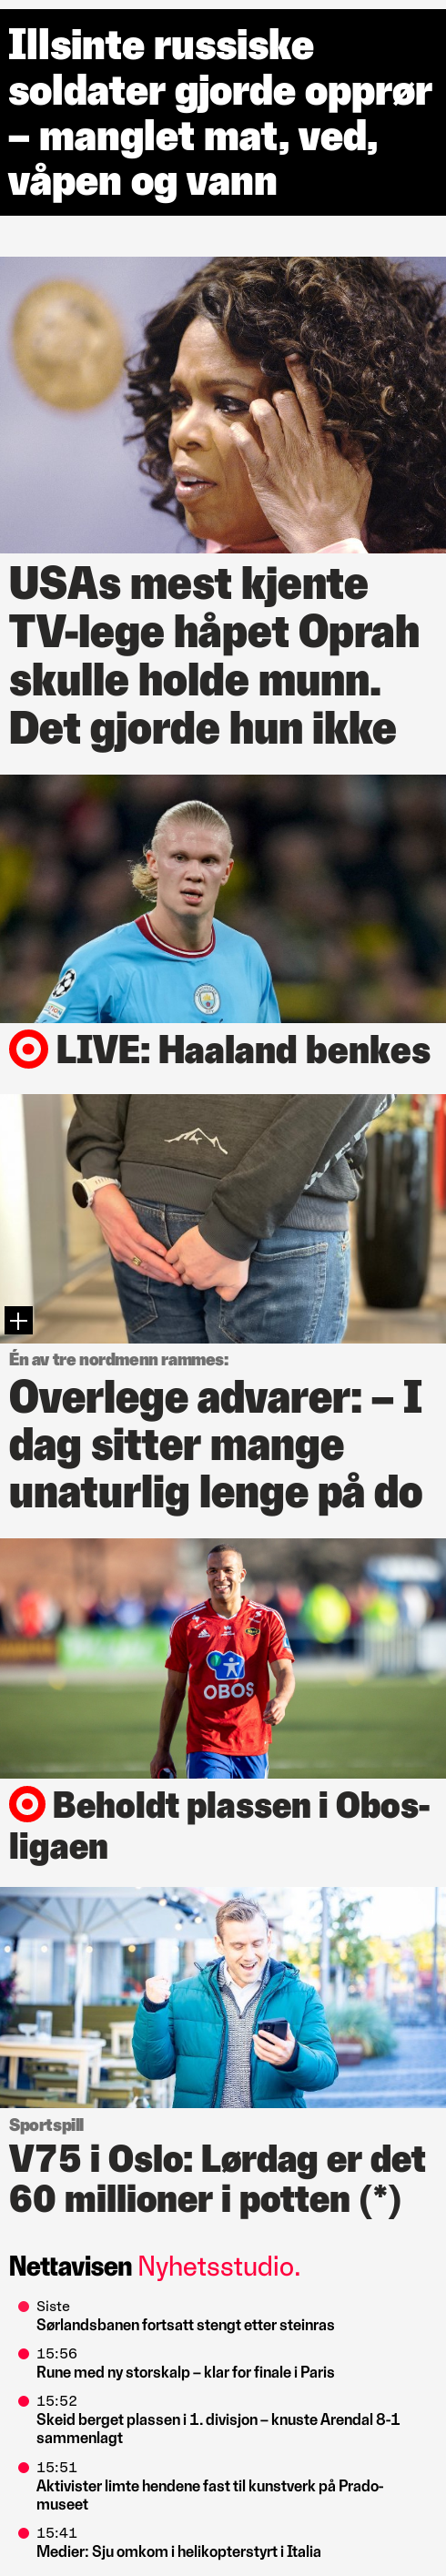 Illsinte russiske
soldater gjorde opprør
– manglet mat, ved,
våpen og vann
USAs mest kjente
TV-lege håpet Oprah
skulle holde munn.
Det gjorde hun ikke
LIVE: Haaland benkes
Én av tre nordmenn rammes:
Overlege advarer: – I
dag sitter mange
unaturlig lenge på do
OBOS
Beholdt plassen i Obos-
ligaen
Sportspill
V75 i Oslo: Lørdag er det
60 millioner i potten (*)
Nettavisen Nyhetsstudio.
Siste
Sørlandsbanen fortsatt stengt etter steinras
15:56
Rune med ny storskalp – klar for finale i Paris
15:52
Skeid berget plassen i 1. divisjon – knuste Arendal 8-1
sammenlagt
15:51
Aktivister limte hendene fast til kunstverk på Prado-
museet
15:41
Medier: Sju omkom i helikopterstyrt i Italia